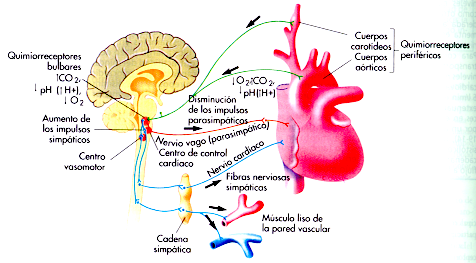 Quimiorreceptores
bulbares
↑CO₂,
↓pH (↑H+),
↓O₂
Aumento de
los impulsos
simpáticos
Centro
vasomotor
Cadena
simpática
↓O₂↑CO₂,
↓pH(↑H+)
Disminución
de los impulsos
parasimpáticos
Nervio vago (parasimpático)
Centro de control
cardíaco
Nervio cardíaco
Fibras nerviosas
simpáticas
Músculo liso de
la pared vascular
Cuerpos
carotídeos
Cuerpos
aórticos
Quimiorreceptores
periféricos